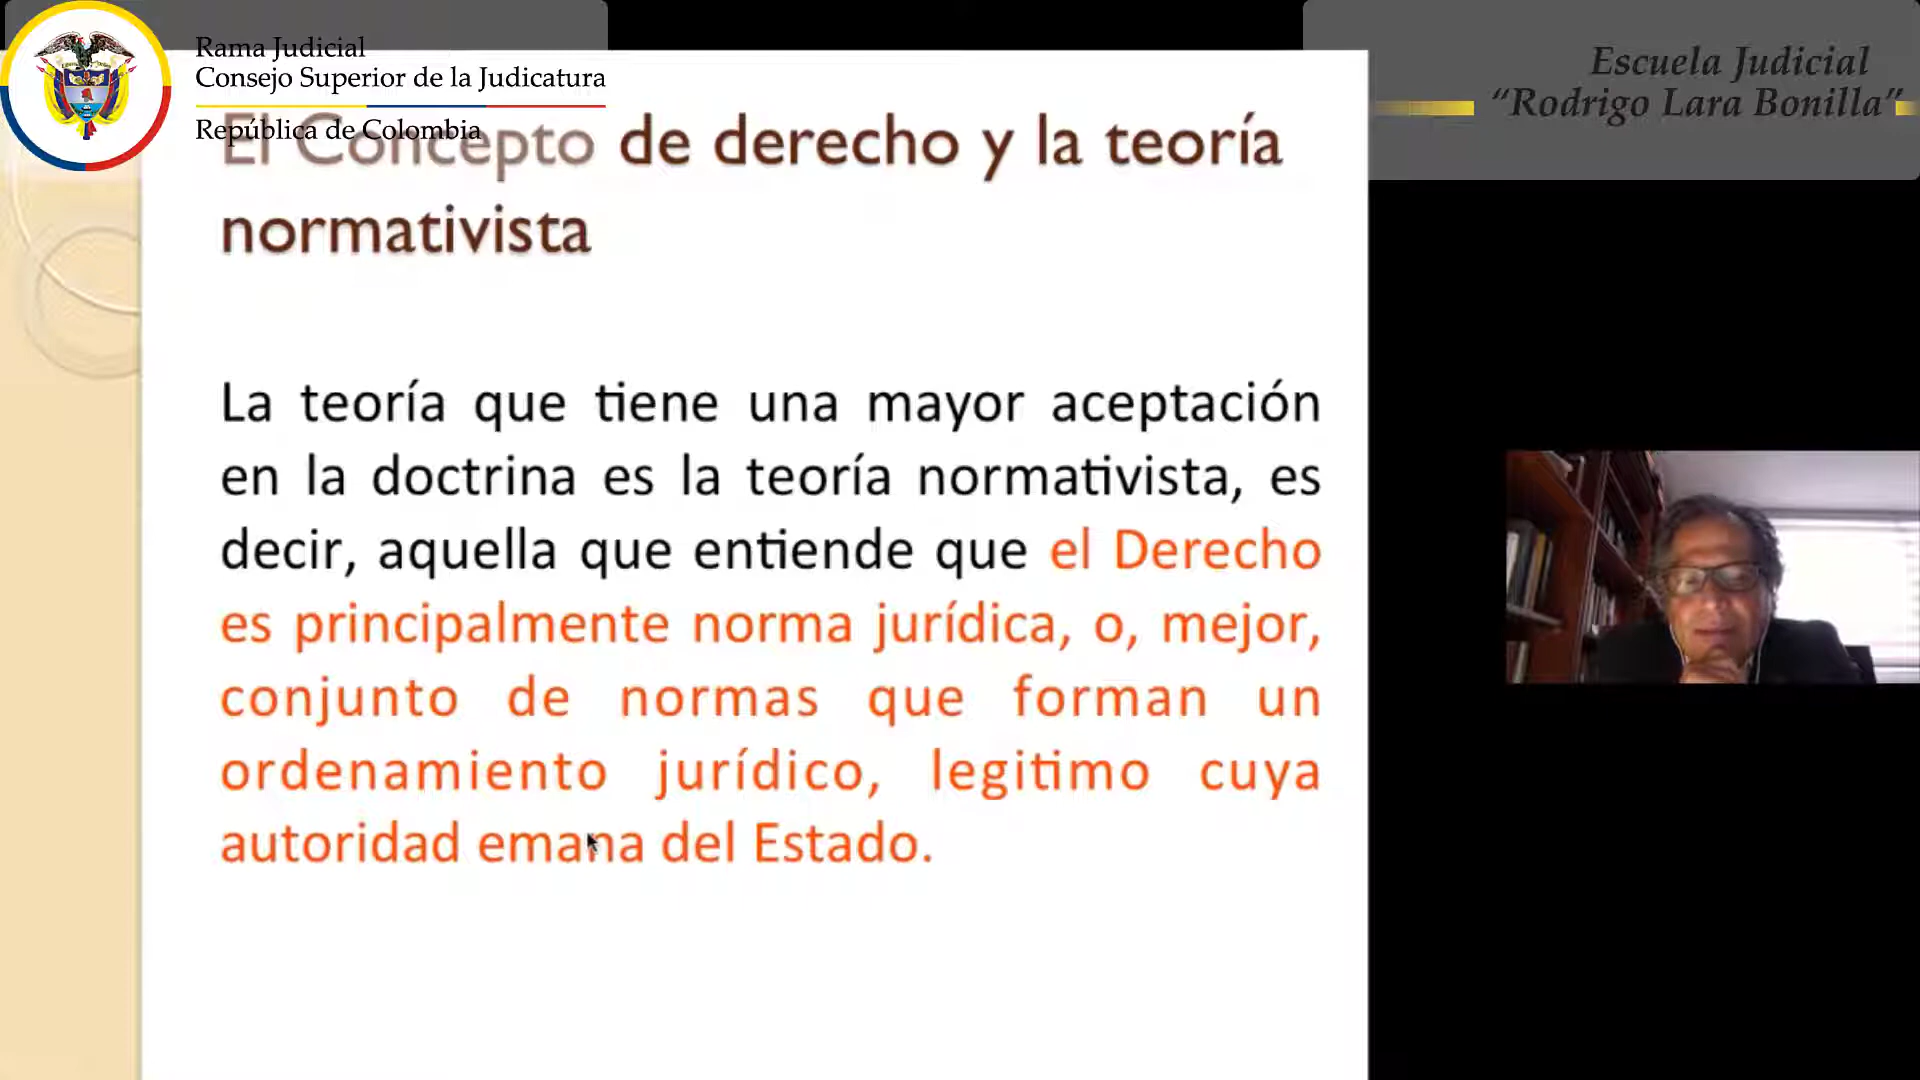 Rama Judicial
Consejo Superior de la Judicatura
República de Colombia
Escuela Judicial
“Rodrigo Lara Bonilla”
El Concepto de derecho y la teoría
normativista
La teoría que tiene una mayor aceptación
en la doctrina es la teoría normativista, es
decir, aquella que entiende que el Derecho
es principalmente norma jurídica, o, mejor,
conjunto de normas que forman un
ordenamiento jurídico, legitimo cuya
autoridad emana del Estado.